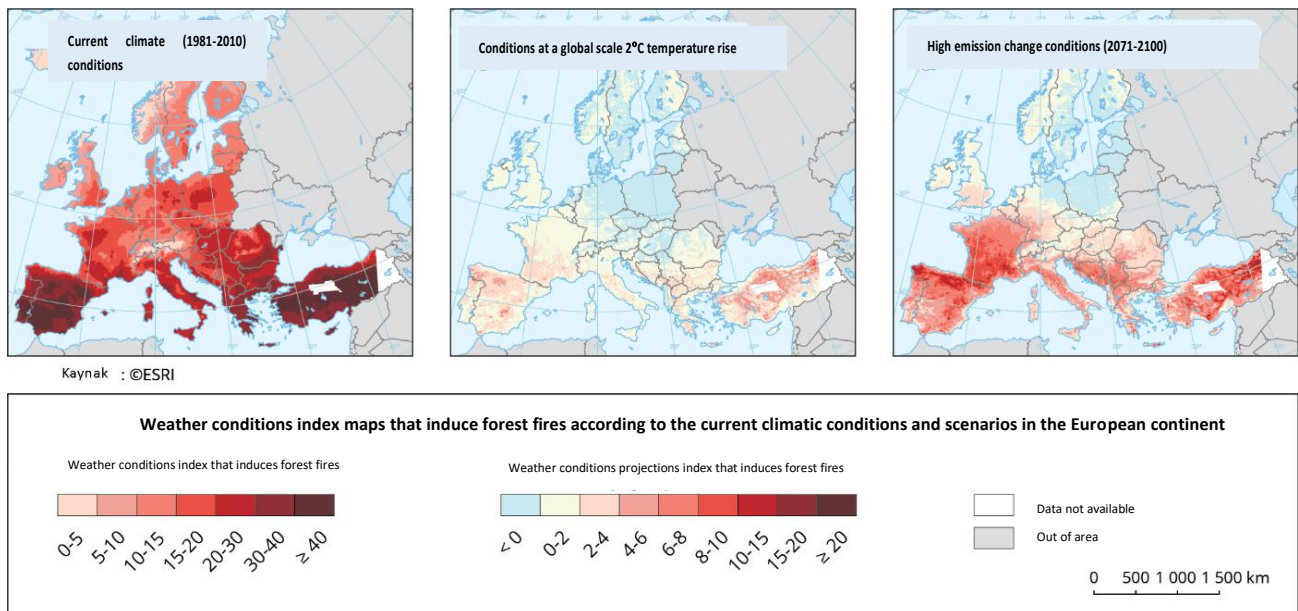 Current climate (1981-2010)
conditions
Conditions at a global scale 2°C temperature rise
High emission change conditions (2071-2100)
Kaynak : ©ESRI
Weather conditions index maps that induce forest fires according to the current climatic conditions and scenarios in the European continent
Weather conditions index that induces forest fires
0-5
5-10
10-15
15-20
20-30
30-40
≥ 40
Weather conditions projections index that induces forest fires
< 0
0-2
2-4
4-6
6-8
8-10
10-15
15-20
≥ 20
Data not available
Out of area
0 500 1 000 1 500 km